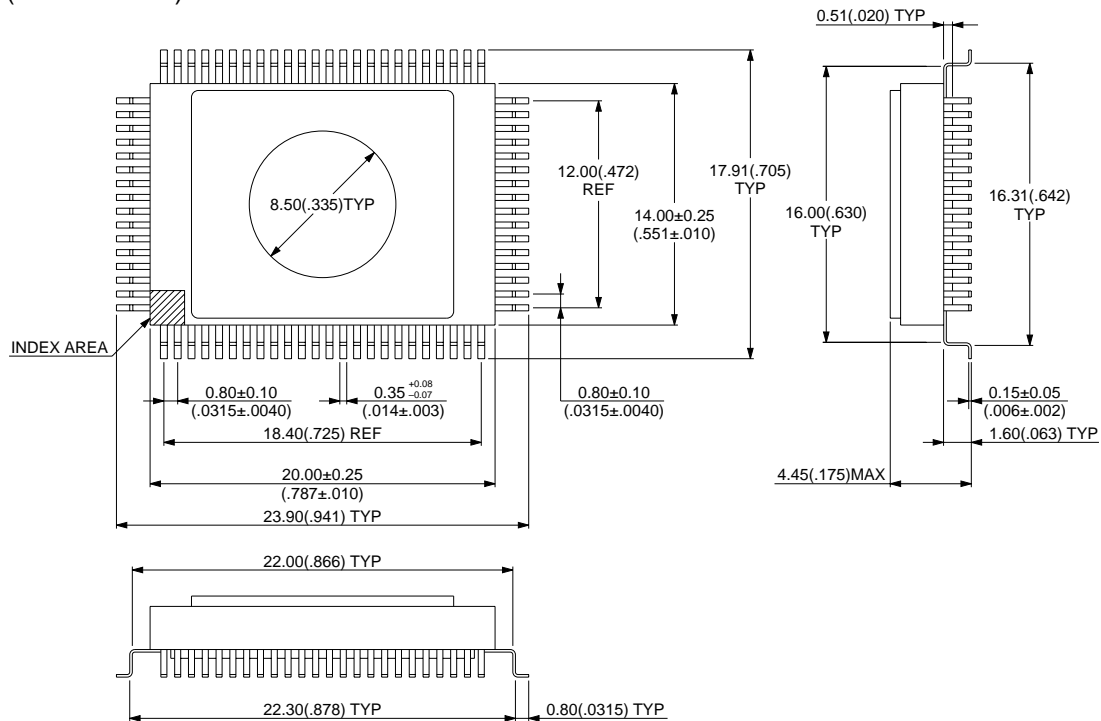 0.51(.020) TYP
8.50(.335)TYP
12.00(.472)
REF
14.00±0.25
(.551±.010)
17.91(.705)
TYP
16.00(.630)
TYP
16.31(.642)
TYP
INDEX AREA
0.80±0.10
(.0315±.0040)
0.35 +0.08
−0.07
(.014±.003)
0.80±0.10
(.0315±.0040)
0.15±0.05
(.006±.002)
18.40(.725) REF
1.60(.063) TYP
20.00±0.25
(.787±.010)
4.45(.175)MAX
23.90(.941) TYP
22.00(.866) TYP
22.30(.878) TYP
0.80(.0315) TYP